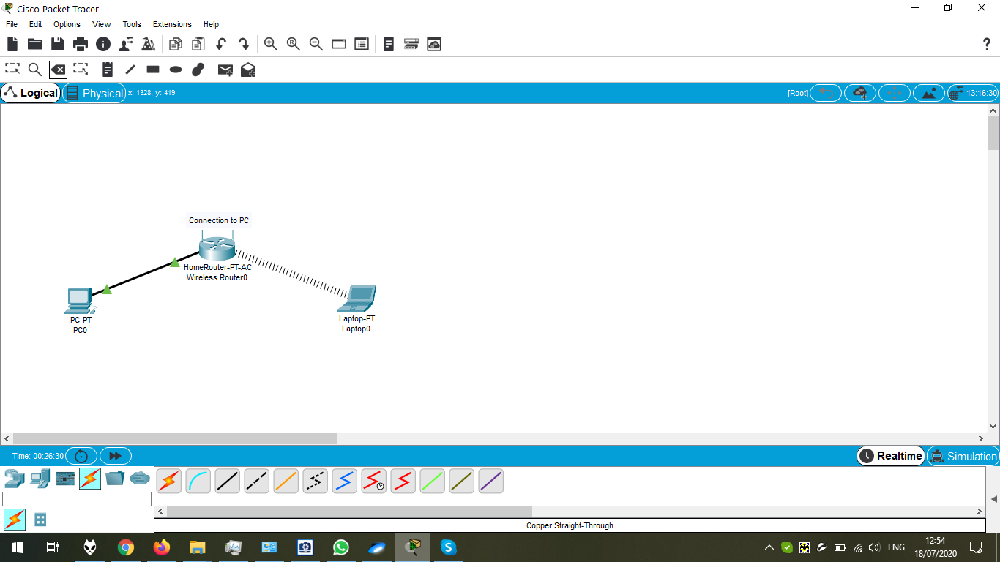 Cisco Packet Tracer
File Edit Options View Tools Extensions Help
R
?
Logical Physical x: 1328, y: 419 [Root] 13:16:30
Connection to PC
HomeRouter-PT-AC
Wireless Router0
PC-PT
PC0
Laptop-PT
Laptop0
Time: 00:26:30 Realtime Simulation
Copper Straight-Through
ENG 12:54
18/07/2020